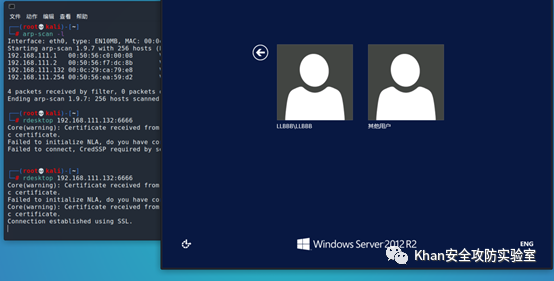 文件 动作 编辑 查看 帮助
(root💀kali)-[~]
# arp-scan -l
Interface: eth0, type: EN10MB, MAC: 00:0
Starting arp-scan 1.9.7 with 256 hosts (
192.168.111.1 00:50:56:c0:00:08
192.168.111.2 00:50:56:f7:dc:8b
192.168.111.132 00:0c:29:ca:79:e8
192.168.111.254 00:50:56:ea:59:d2
4 packets received by filter, 0 packets
Ending arp-scan 1.9.7: 256 hosts scanned
(root💀kali)-[~]
# rdesktop 192.168.111.132:6666
Core(warning): Certificate received from
c certificate.
Failed to initialize NLA, do you have co
Failed to connect, CredSSP required by se
(root💀kali)-[~]
# rdesktop 192.168.111.132:6666
Core(warning): Certificate received from
c certificate.
Failed to initialize NLA, do you have co
Core(warning): Certificate received from
c certificate.
Connection established using SSL.
其他用户
Windows Server 2012 R2
ENG
Khan安全攻防实验室